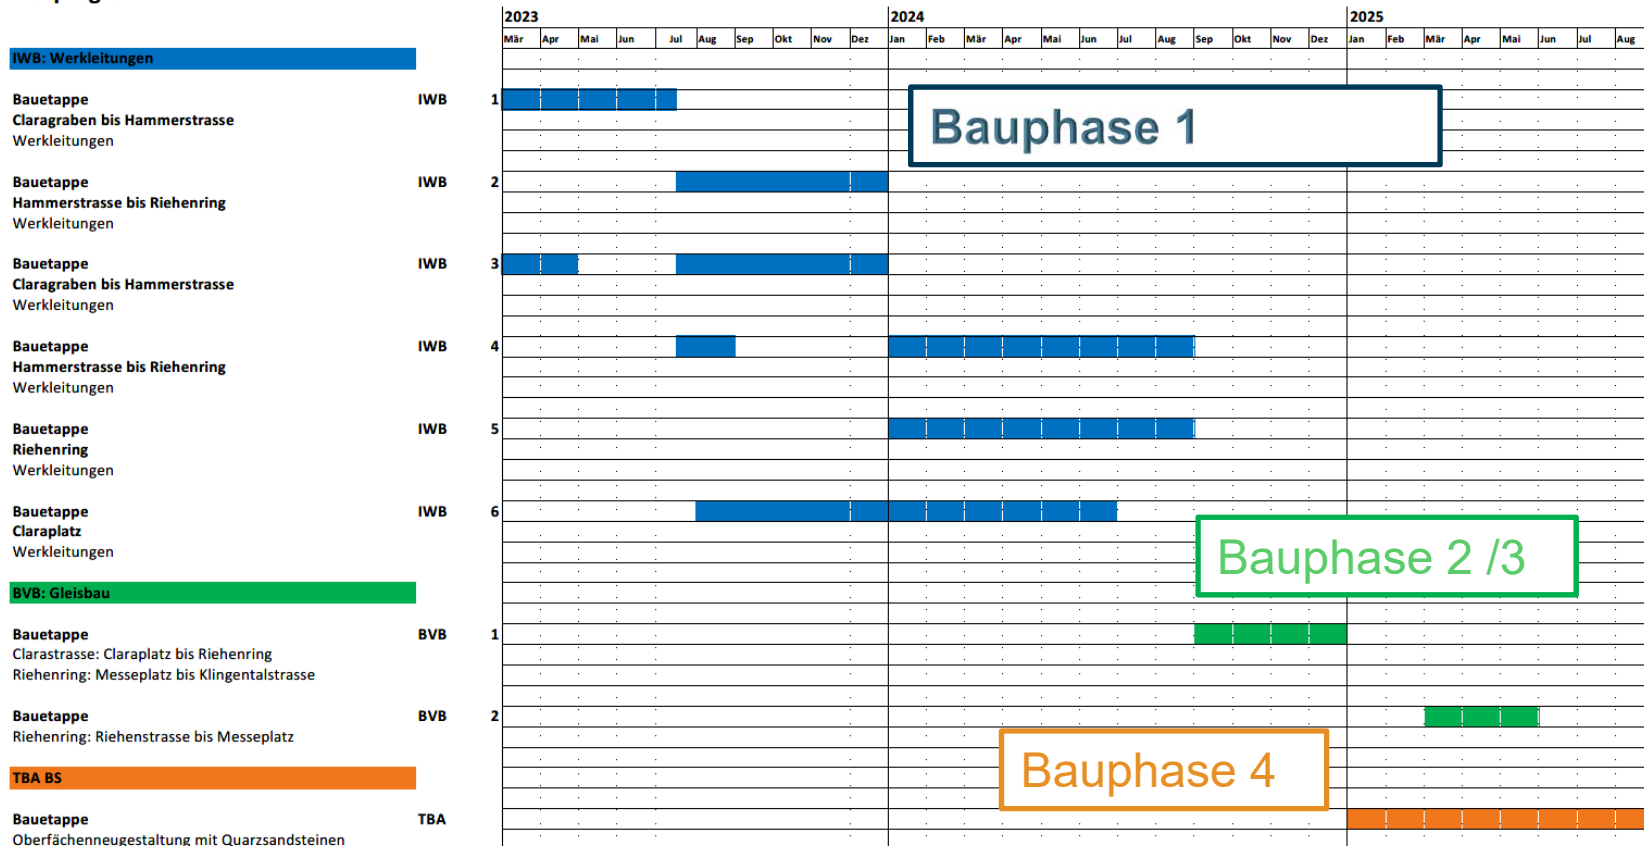 2023 2024 2025
Mär Apr Mai Jun Jul Aug Sep Okt Nov Dez Jan Feb Mär Apr Mai Jun Jul Aug Sep Okt Nov Dez Jan Feb Mär Apr Mai Jun Jul Aug
IWB: Werkleitungen
Bauetappe IWB 1
Claragraben bis Hammerstrasse
Werkleitungen
Bauphase 1
Bauetappe IWB 2
Hammerstrasse bis Riehenring
Werkleitungen
Bauetappe IWB 3
Claragraben bis Hammerstrasse
Werkleitungen
Bauetappe IWB 4
Hammerstrasse bis Riehenring
Werkleitungen
Bauetappe IWB 5
Riehenring
Werkleitungen
Bauetappe IWB 6
Claraplatz
Werkleitungen
Bauphase 2 /3
BVB: Gleisbau
Bauetappe BVB 1
Clarastrasse: Claraplatz bis Riehenring
Riehenring: Messeplatz bis Klingentalstrasse
Bauetappe BVB 2
Riehenring: Riehenstrasse bis Messeplatz
Bauphase 4
TBA BS
Bauetappe TBA
Oberfächenneugestaltung mit Quarzsandsteinen